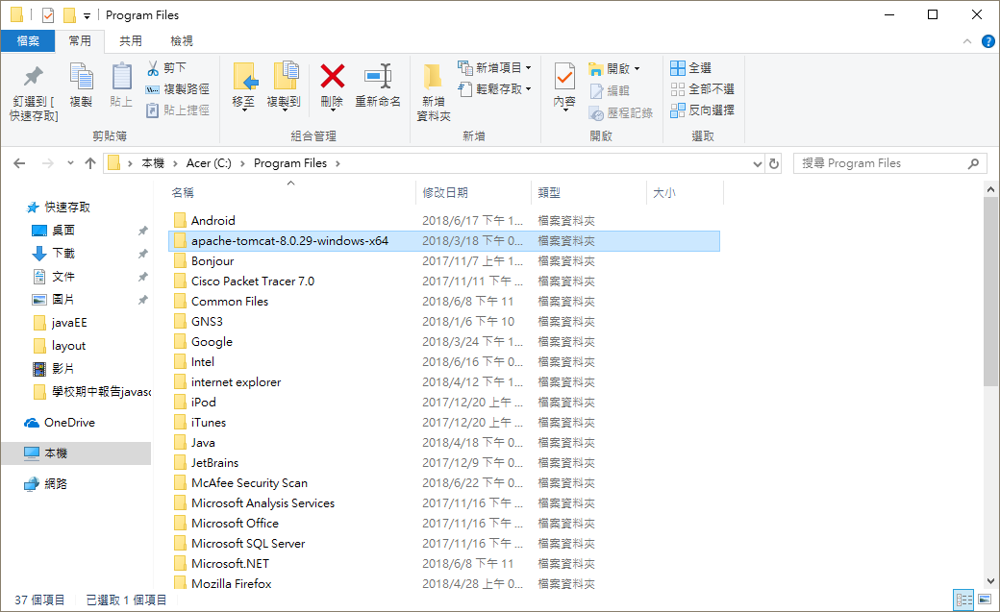 Program Files
檔案 常用 共用 檢視
釘選到 [
快速存取]
複製
貼上
剪下
複製路徑
貼上捷徑
移至
複製到
刪除
重新命名
新增
資料夾
新增項目
輕鬆存取
內容
開啟
編輯
歷程記錄
全選
全部不選
反向選擇
剪貼簿 組合管理 新增 開啟 選取
本機 > Acer (C:) > Program Files >
搜尋 Program Files
快速存取
桌面
下載
文件
圖片
javaEE
layout
影片
學校期中報告javasc
OneDrive
本機
網路
名稱 修改日期 類型 大小
Android 2018/6/17 下午 1... 檔案資料夾
apache-tomcat-8.0.29-windows-x64 2018/3/18 下午 0... 檔案資料夾
Bonjour 2017/11/7 上午 1... 檔案資料夾
Cisco Packet Tracer 7.0 2017/11/11 下午 ... 檔案資料夾
Common Files 2018/6/8 下午 11 檔案資料夾
GNS3 2018/1/6 下午 10 檔案資料夾
Google 2018/3/24 下午 1... 檔案資料夾
Intel 2018/6/16 下午 0... 檔案資料夾
internet explorer 2018/4/12 下午 1... 檔案資料夾
iPod 2017/12/20 上午 ... 檔案資料夾
iTunes 2017/12/20 上午 ... 檔案資料夾
Java 2018/4/18 下午 0... 檔案資料夾
JetBrains 2017/12/9 下午 0... 檔案資料夾
McAfee Security Scan 2018/6/22 下午 0... 檔案資料夾
Microsoft Analysis Services 2017/11/16 下午 ... 檔案資料夾
Microsoft Office 2017/11/16 下午 ... 檔案資料夾
Microsoft SQL Server 2017/11/16 下午 ... 檔案資料夾
Microsoft.NET 2018/6/8 下午 11 檔案資料夾
Mozilla Firefox 2018/4/28 上午 0... 檔案資料夾
37 個項目 已選取 1 個項目